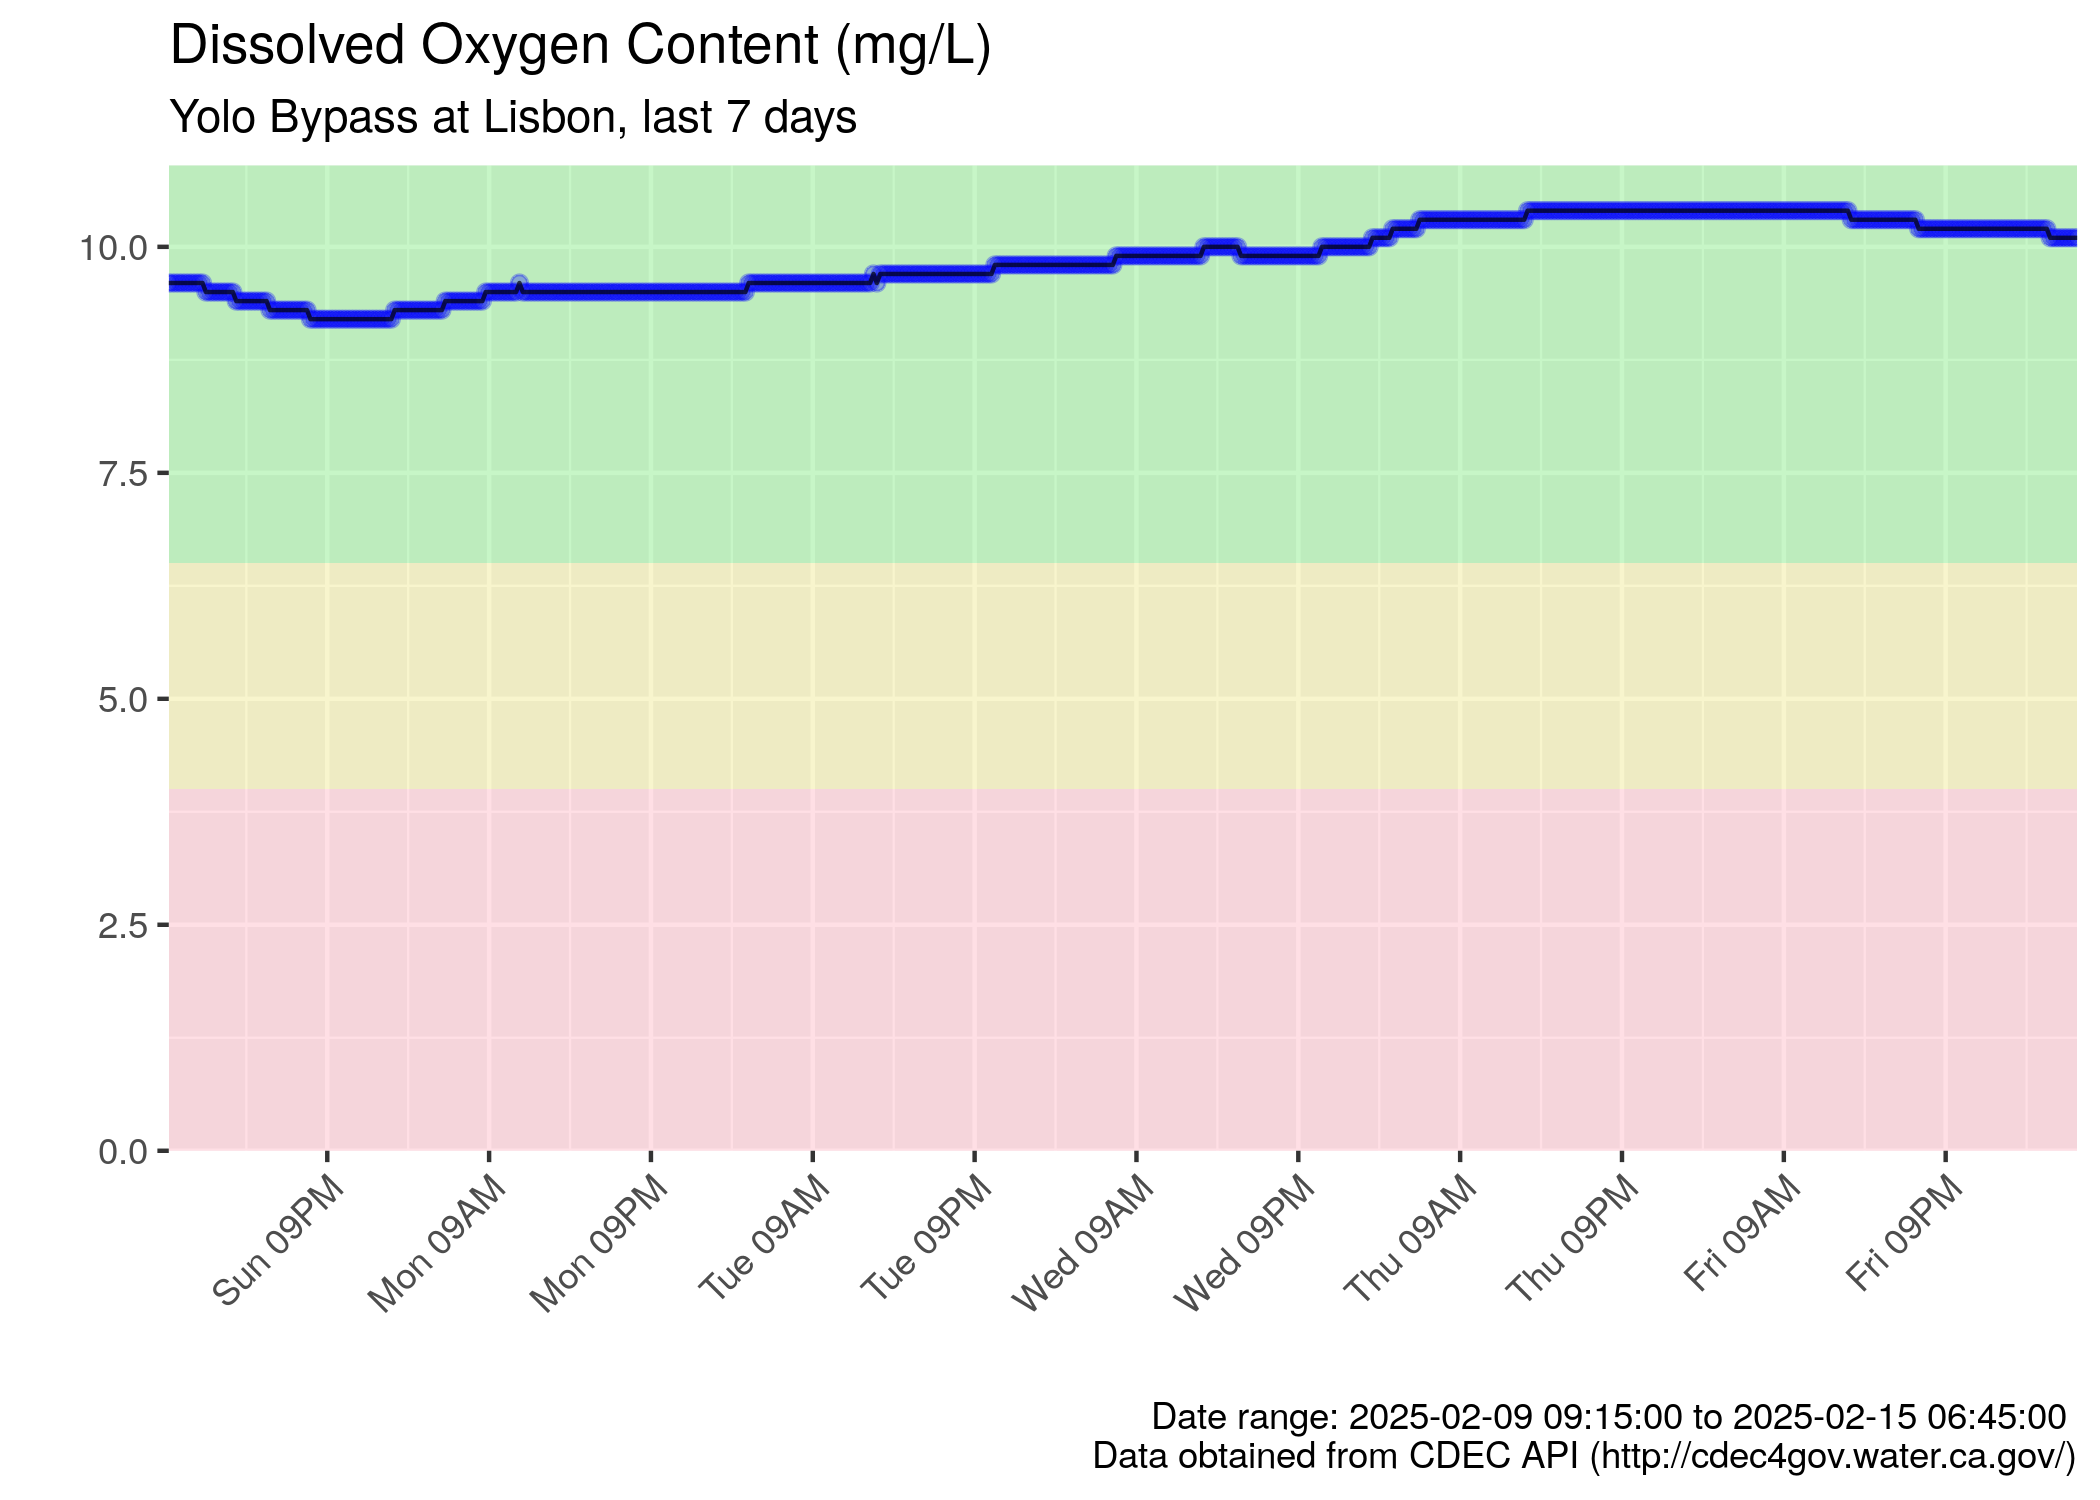 Dissolved Oxygen Content (mg/L)
Yolo Bypass at Lisbon, last 7 days
10.0
7.5
5.0
2.5
0.0
Sun 09PM
Mon 09AM
Mon 09PM
Tue 09AM
Tue 09PM
Wed 09AM
Wed 09PM
Thu 09AM
Thu 09PM
Fri 09AM
Fri 09PM
Date range: 2025-02-09 09:15:00 to 2025-02-15 06:45:00
Data obtained from CDEC API (http://cdec4gov.water.ca.gov/)